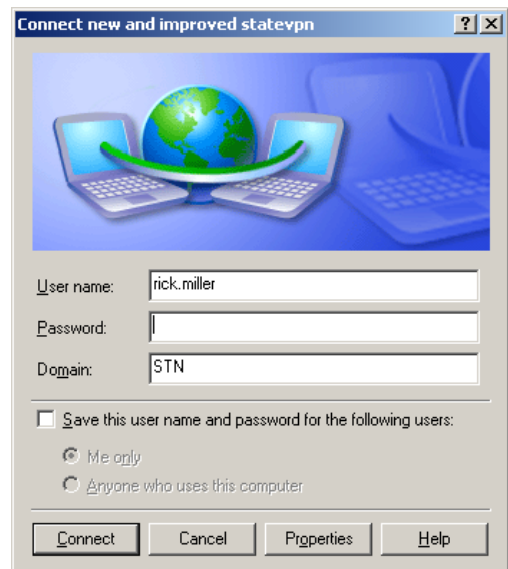 Connect new and improved statevpn
User name: rick.miller
Password:
Domain: STN
Save this user name and password for the following users:
Me only
Anyone who uses this computer
Connect Cancel Properties Help